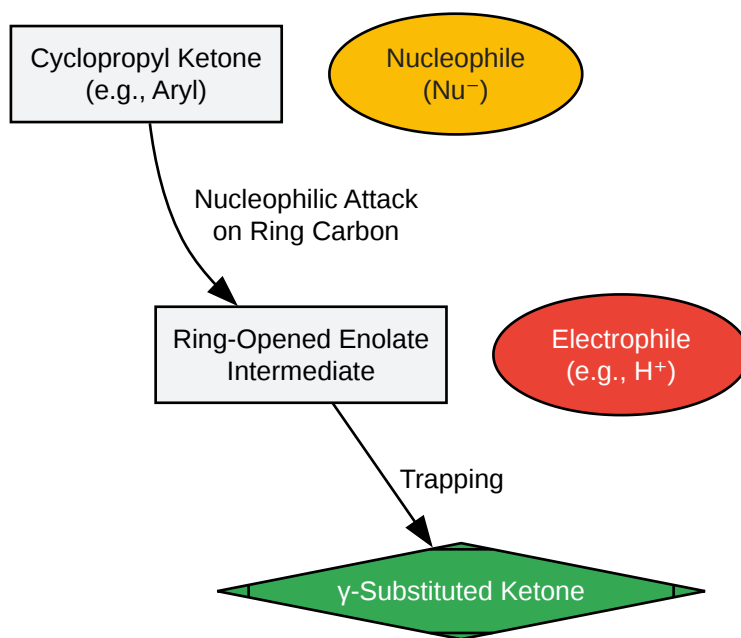 Cyclopropyl Ketone
(e.g., Aryl)
Nucleophile
(Nu⁻)
Nucleophilic Attack
on Ring Carbon
Ring-Opened Enolate
Intermediate
Electrophile
(e.g., H⁺)
Trapping
γ-Substituted Ketone